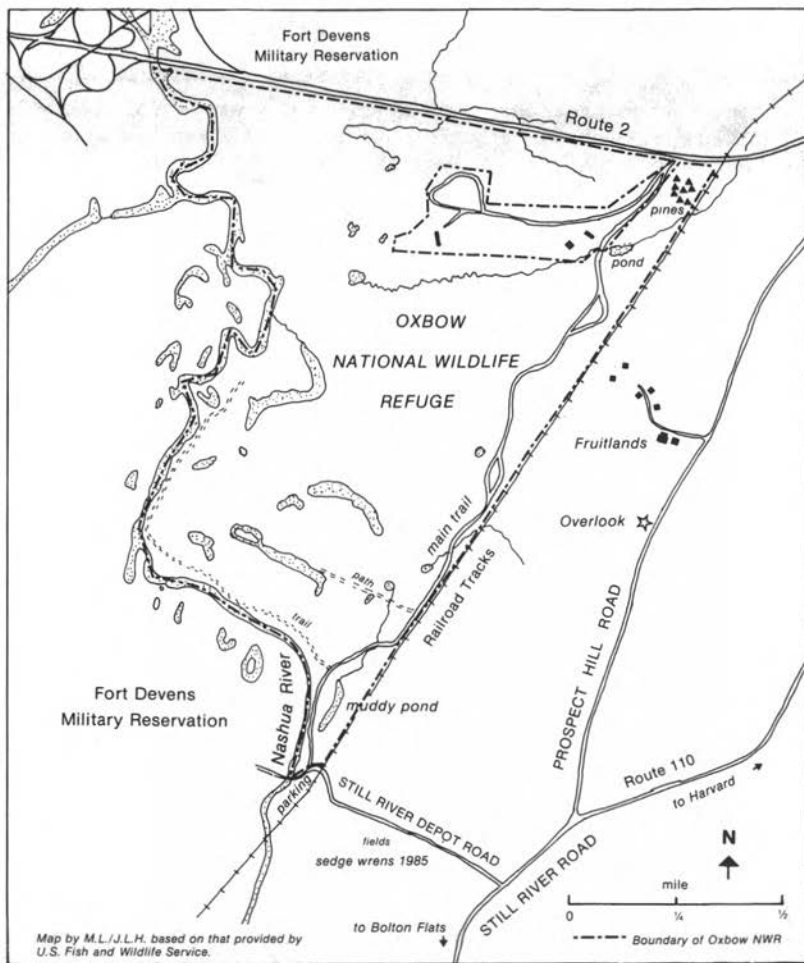 Fort Devens
Military Reservation
Route 2
pines
pond
OXBOW
NATIONAL WILDLIFE
REFUGE
Fruitlands
Overlook
main trail
path
Railroad Tracks
trail
Fort Devens
Military Reservation
Nashua River
muddy pond
PROSPECT HILL ROAD
Route 110
to Harvard
parking
STILL RIVER DEPOT ROAD
fields
sedge wrens 1985
STILL RIVER ROAD
to Bolton Flats
N
mile
0 ¼ ½
Boundary of Oxbow NWR
Map by M.L./J.L.H. based on that provided by
U.S. Fish and Wildlife Service.